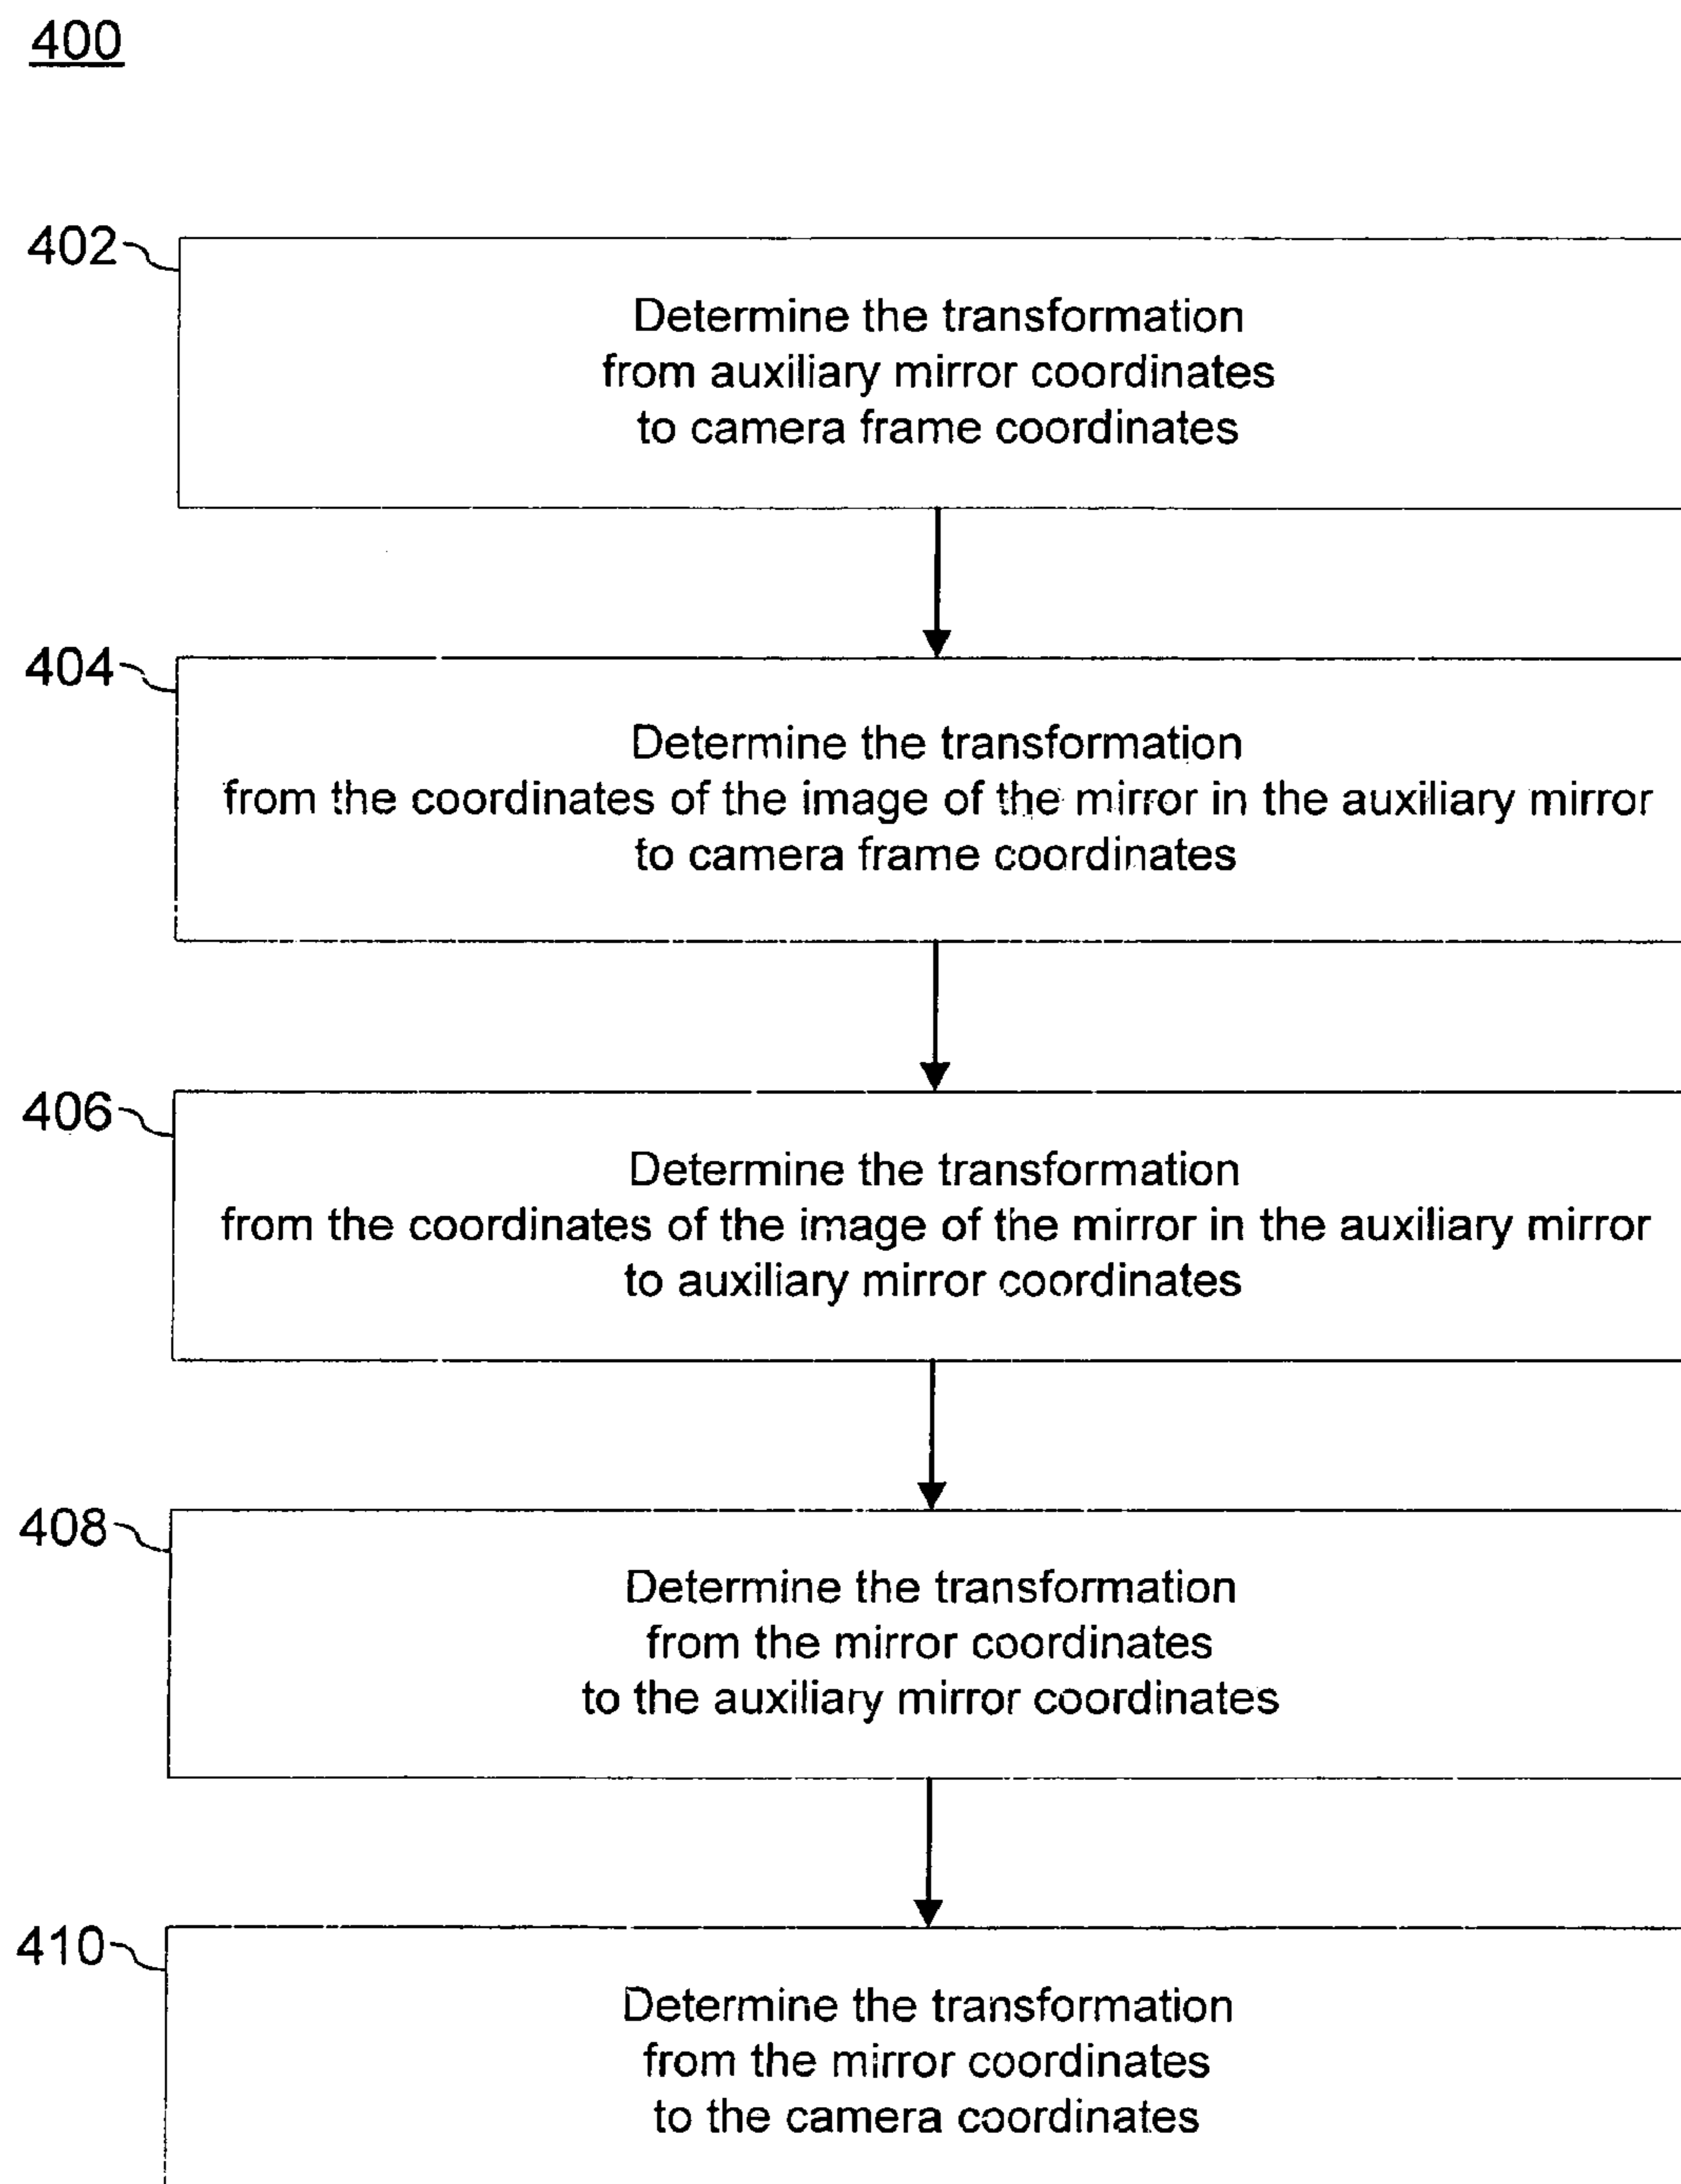 400
402
Determine the transformation
from auxiliary mirror coordinates
to camera frame coordinates
404
Determine the transformation
from the coordinates of the image of the mirror in the auxiliary mirror
to camera frame coordinates
406
Determine the transformation
from the coordinates of the image of the mirror in the auxiliary mirror
to auxiliary mirror coordinates
408
Determine the transformation
from the mirror coordinates
to the auxiliary mirror coordinates
410
Determine the transformation
from the mirror coordinates
to the camera coordinates